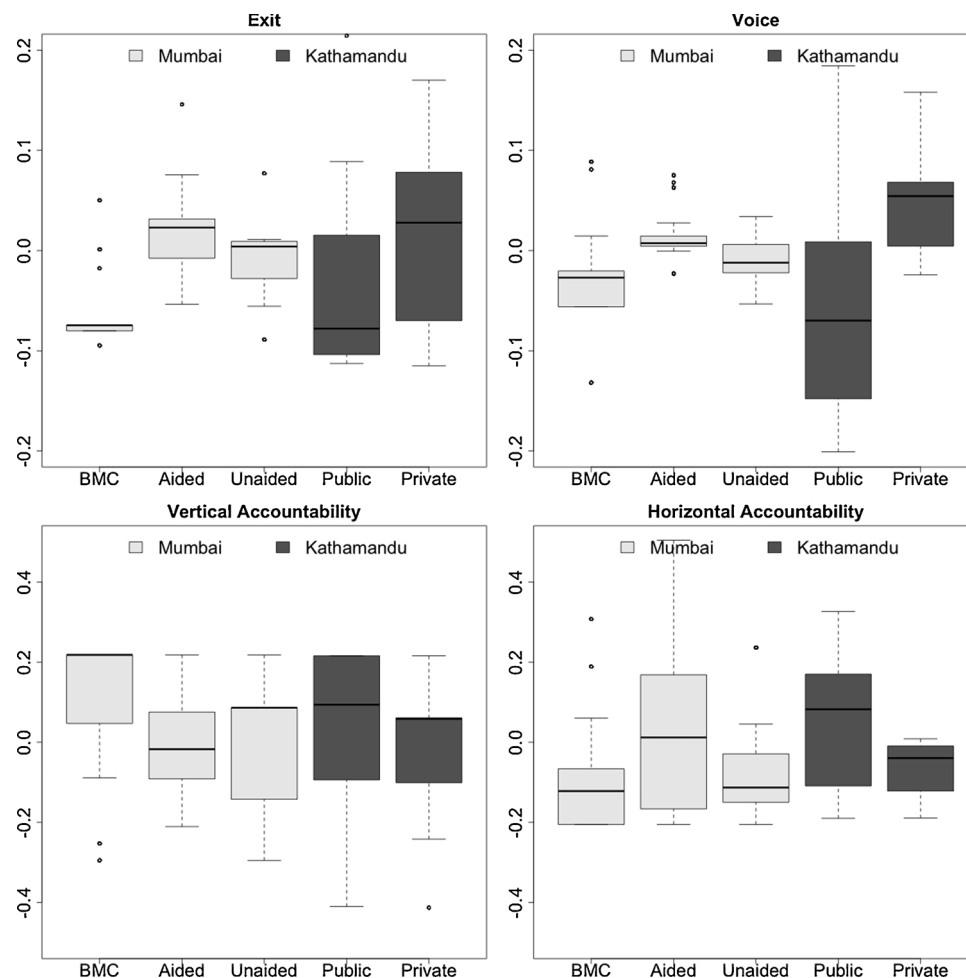 Exit
Mumbai Kathamandu
0.2
0.1
0.0
-0.1
-0.2
BMC Aided Unaided Public Private
Voice
Mumbai Kathamandu
0.2
0.1
0.0
-0.1
-0.2
BMC Aided Unaided Public Private
Vertical Accountability
Mumbai Kathamandu
0.4
0.2
0.0
-0.2
-0.4
BMC Aided Unaided Public Private
Horizontal Accountability
Mumbai Kathamandu
0.4
0.2
0.0
-0.2
-0.4
BMC Aided Unaided Public Private